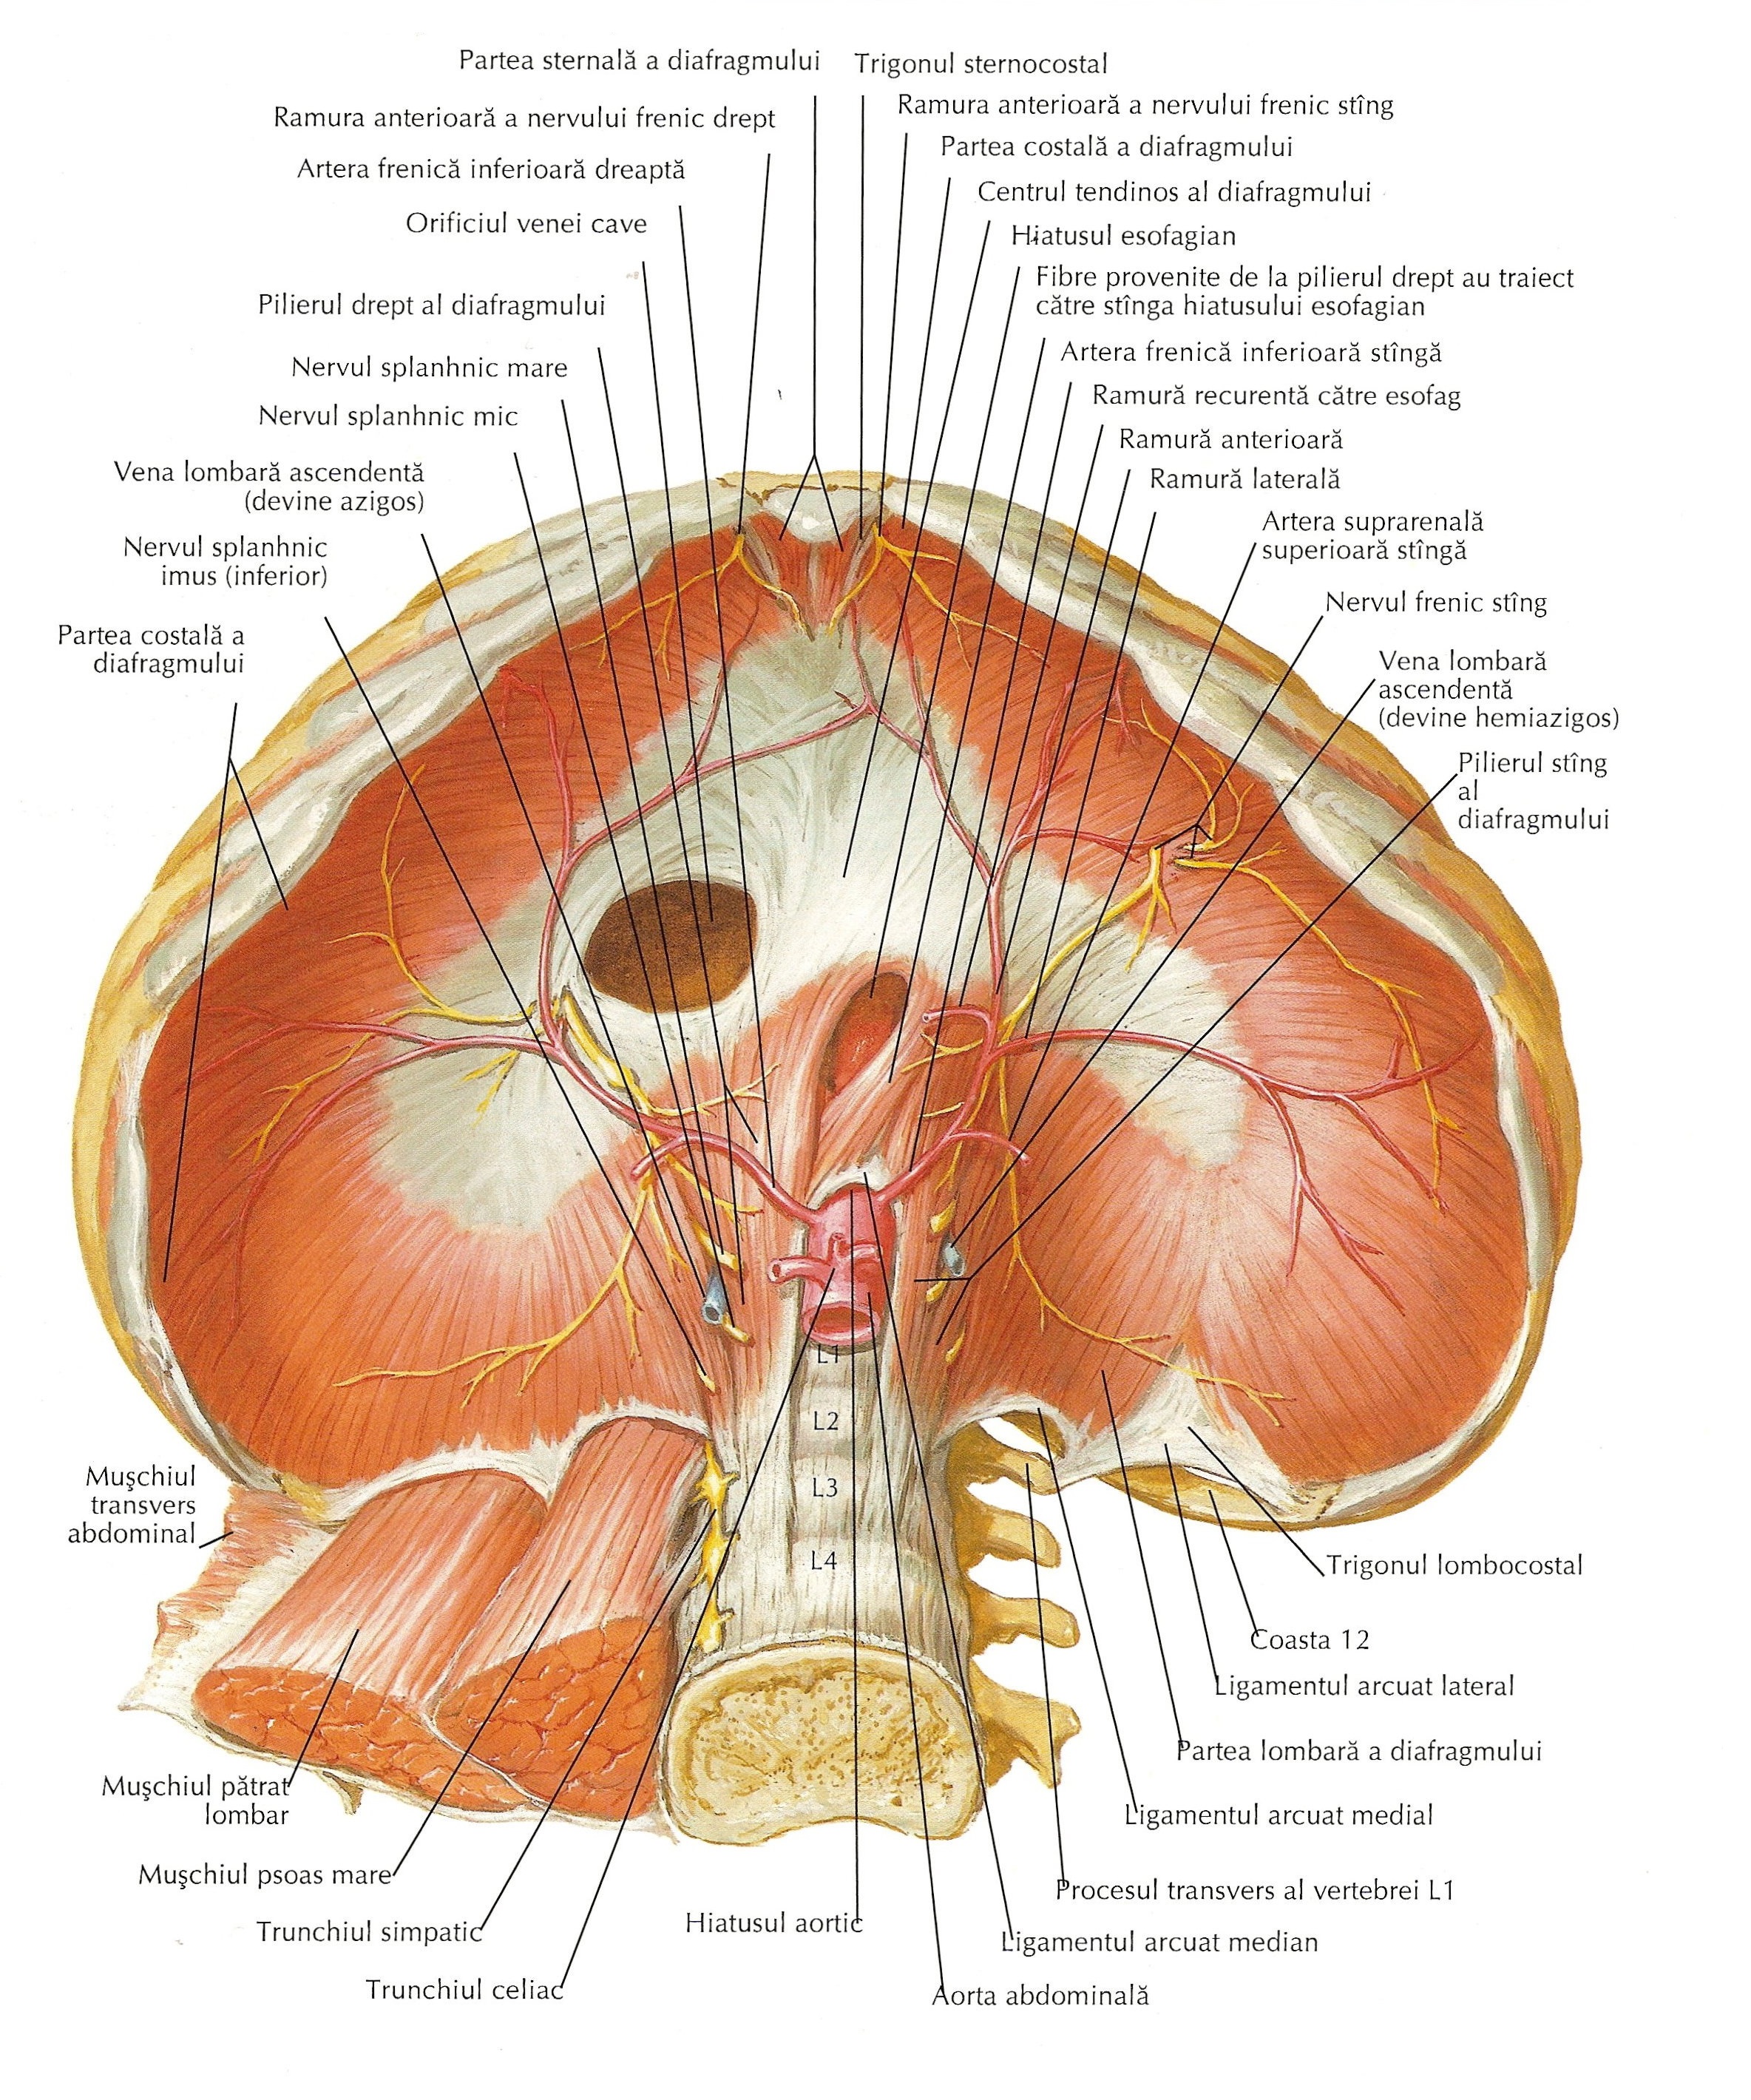 Partea sternală a diafragmului
Trigonul sternocostal
Ramura anterioară a nervului frenic drept
Ramura anterioară a nervului frenic stîng
Partea costală a diafragmului
Artera frenică inferioară dreaptă
Centrul tendinos al diafragmului
Orificiul venei cave
Hiatusul esofagian
Fibre provenite de la pilierul drept au traiect
către stînga hiatusului esofagian
Pilierul drept al diafragmului
Artera frenică inferioară stîngă
Nervul splanhnic mare
Ramură recurentă către esofag
Nervul splanhnic mic
Ramură anterioară
Vena lombară ascendentă
(devine azigos)
Ramură laterală
Artera suprarenală
superioară stîngă
Nervul splanhnic
imus (inferior)
Nervul frenic stîng
Partea costală a
diafragmului
Vena lombară
ascendentă
(devine hemiazigos)
Pilierul stîng
al
diafragmului
L1
L2
L3
L4
Muşchiul
transvers
abdominal
Trigonul lombocostal
Coasta 12
Ligamentul arcuat lateral
Partea lombară a diafragmului
Muşchiul pătrat
lombar
Ligamentul arcuat medial
Muşchiul psoas mare
Procesul transvers al vertebrei L1
Trunchiul simpatic
Hiatusul aortic
Ligamentul arcuat median
Trunchiul celiac
Aorta abdominală